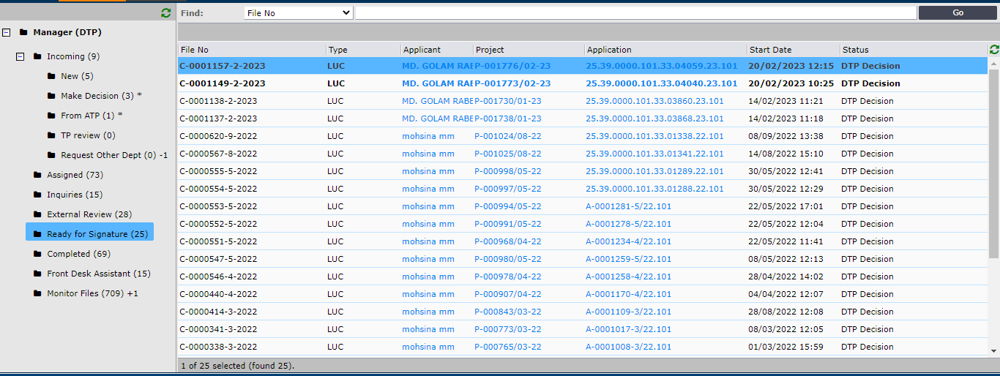 Find: File No Go
Manager (DTP)
Incoming (9)
New (5)
Make Decision (3) *
From ATP (1) *
TP review (0)
Request Other Dept (0) -1
Assigned (73)
Inquiries (15)
External Review (28)
Ready for Signature (25)
Completed (69)
Front Desk Assistant (15)
Monitor Files (709) +1
File No Type Applicant Project Application Start Date Status
C-0001157-2-2023 LUC MD. GOLAM RABE P-001776/02-23 25.39.0000.101.33.04059.23.101 20/02/2023 12:15 DTP Decision
C-0001149-2-2023 LUC MD. GOLAM RABE P-001773/02-23 25.39.0000.101.33.04040.23.101 20/02/2023 10:25 DTP Decision
C-0001138-2-2023 LUC MD. GOLAM RABE P-001730/01-23 25.39.0000.101.33.03860.23.101 14/02/2023 11:21 DTP Decision
C-0001137-2-2023 LUC MD. GOLAM RABE P-001738/01-23 25.39.0000.101.33.03868.23.101 14/02/2023 11:18 DTP Decision
C-0000620-9-2022 LUC mohsina mm P-001024/08-22 25.39.0000.101.33.01338.22.101 08/09/2022 13:38 DTP Decision
C-0000567-8-2022 LUC mohsina mm P-001025/08-22 25.39.0000.101.33.01341.22.101 14/08/2022 15:10 DTP Decision
C-0000555-5-2022 LUC mohsina mm P-000998/05-22 25.39.0000.101.33.01289.22.101 30/05/2022 12:41 DTP Decision
C-0000554-5-2022 LUC mohsina mm P-000997/05-22 25.39.0000.101.33.01288.22.101 30/05/2022 12:29 DTP Decision
C-0000553-5-2022 LUC mohsina mm P-000994/05-22 A-0001281-5/22.101 22/05/2022 17:01 DTP Decision
C-0000552-5-2022 LUC mohsina mm P-000991/05-22 A-0001278-5/22.101 22/05/2022 12:04 DTP Decision
C-0000551-5-2022 LUC mohsina mm P-000968/04-22 A-0001234-4/22.101 22/05/2022 11:41 DTP Decision
C-0000547-5-2022 LUC mohsina mm P-000980/05-22 A-0001259-5/22.101 08/05/2022 12:13 DTP Decision
C-0000546-4-2022 LUC mohsina mm P-000978/04-22 A-0001258-4/22.101 28/04/2022 14:02 DTP Decision
C-0000440-4-2022 LUC mohsina mm P-000907/04-22 A-0001170-4/22.101 04/04/2022 12:07 DTP Decision
C-0000414-3-2022 LUC mohsina mm P-000843/03-22 A-0001109-3/22.101 28/08/2022 12:08 DTP Decision
C-0000341-3-2022 LUC mohsina mm P-000773/03-22 A-0001017-3/22.101 08/03/2022 12:05 DTP Decision
C-0000338-3-2022 LUC mohsina mm P-000765/03-22 A-0001008-3/22.101 01/03/2022 15:59 DTP Decision
1 of 25 selected (found 25).